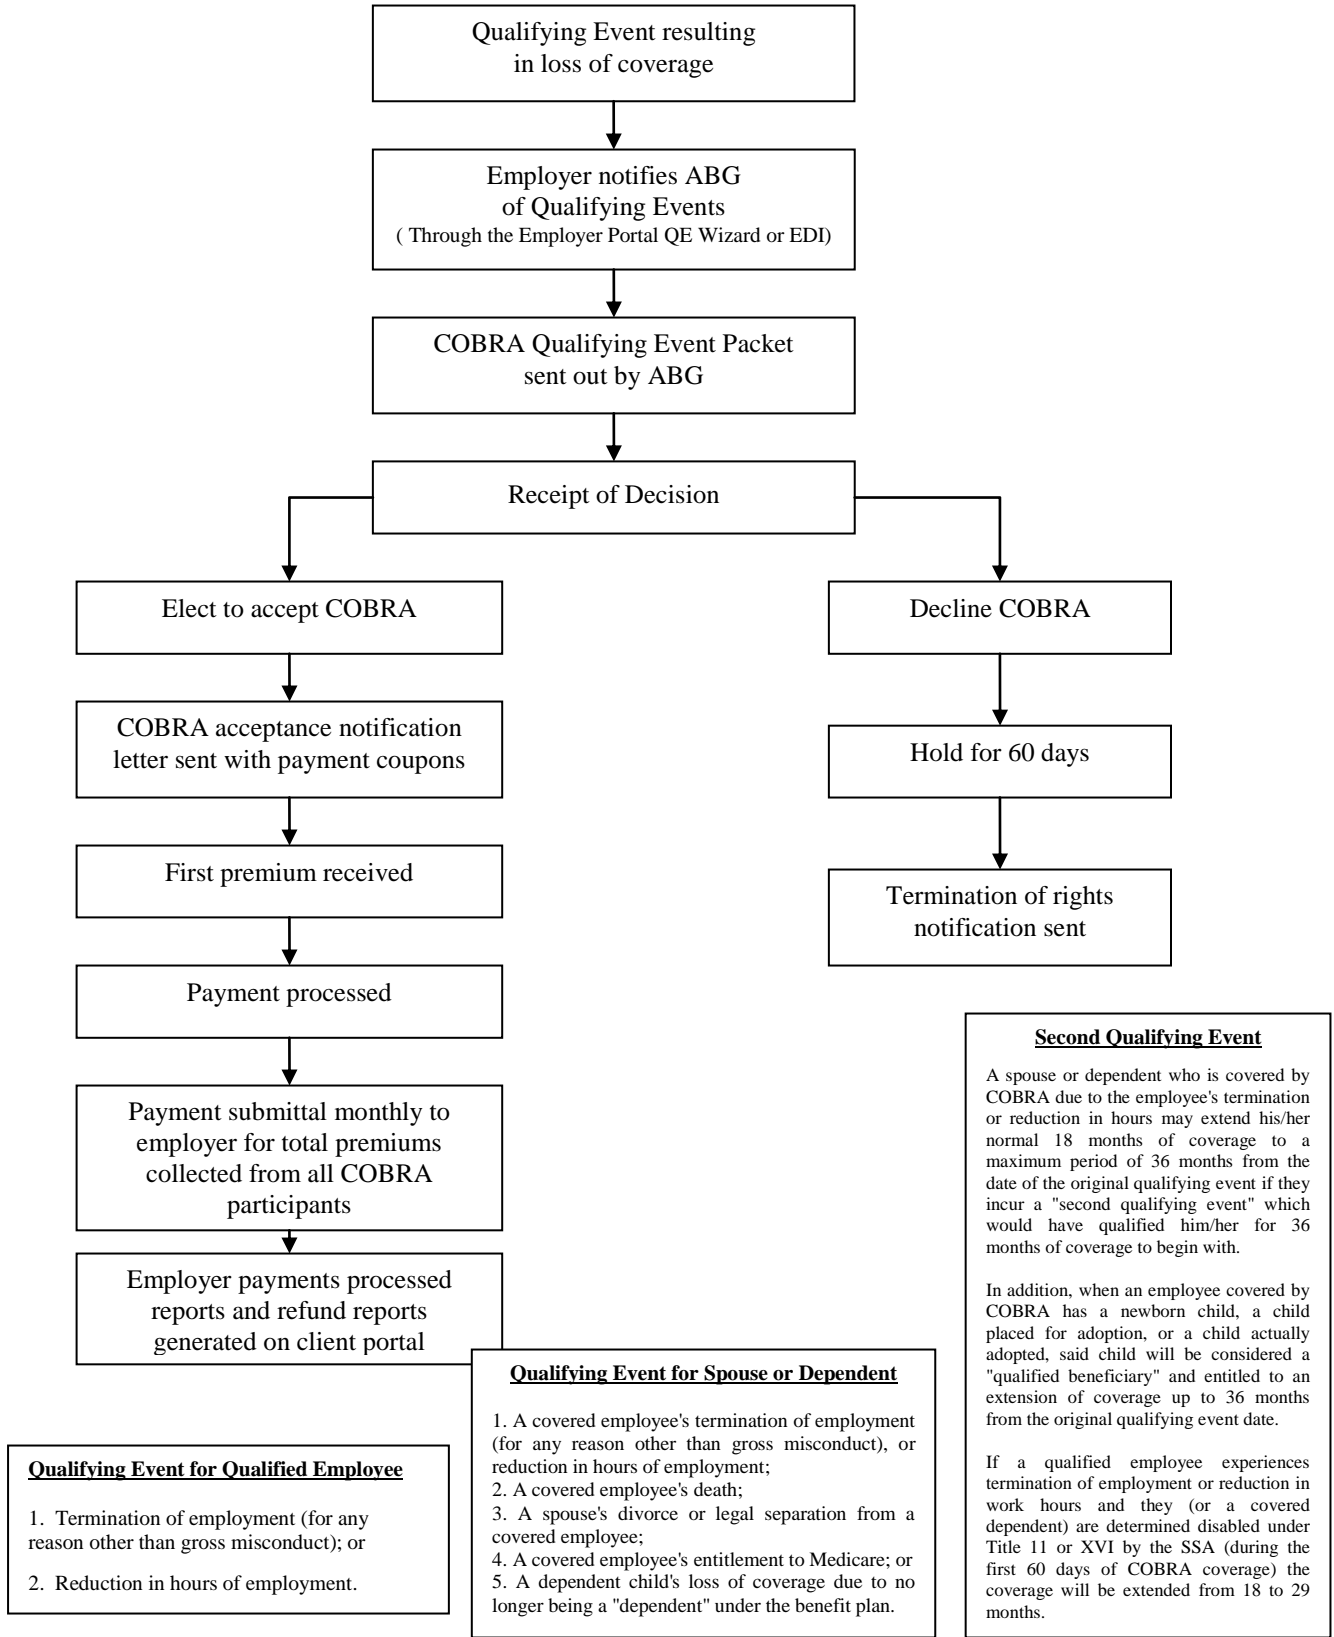 Qualifying Event resulting
in loss of coverage
Employer notifies ABG
of Qualifying Events
( Through the Employer Portal QE Wizard or EDI)
COBRA Qualifying Event Packet
sent out by ABG
Receipt of Decision
Elect to accept COBRA
Decline COBRA
COBRA acceptance notification
letter sent with payment coupons
Hold for 60 days
First premium received
Termination of rights
notification sent
Payment processed
Payment submittal monthly to
employer for total premiums
collected from all COBRA
participants
Employer payments processed
reports and refund reports
generated on client portal
Second Qualifying Event
A spouse or dependent who is covered by
COBRA due to the employee's termination
or reduction in hours may extend his/her
normal 18 months of coverage to a
maximum period of 36 months from the
date of the original qualifying event if they
incur a "second qualifying event" which
would have qualified him/her for 36
months of coverage to begin with.
In addition, when an employee covered by
COBRA has a newborn child, a child
placed for adoption, or a child actually
adopted, said child will be considered a
"qualified beneficiary" and entitled to an
extension of coverage up to 36 months
from the original qualifying event date.
If a qualified employee experiences
termination of employment or reduction in
work hours and they (or a covered
dependent) are determined disabled under
Title 11 or XVI by the SSA (during the
first 60 days of COBRA coverage) the
coverage will be extended from 18 to 29
months.
Qualifying Event for Spouse or Dependent
1. A covered employee's termination of employment
(for any reason other than gross misconduct), or
reduction in hours of employment;
2. A covered employee's death;
3. A spouse's divorce or legal separation from a
covered employee;
4. A covered employee's entitlement to Medicare; or
5. A dependent child's loss of coverage due to no
longer being a "dependent" under the benefit plan.
Qualifying Event for Qualified Employee
1. Termination of employment (for any
reason other than gross misconduct); or
2. Reduction in hours of employment.